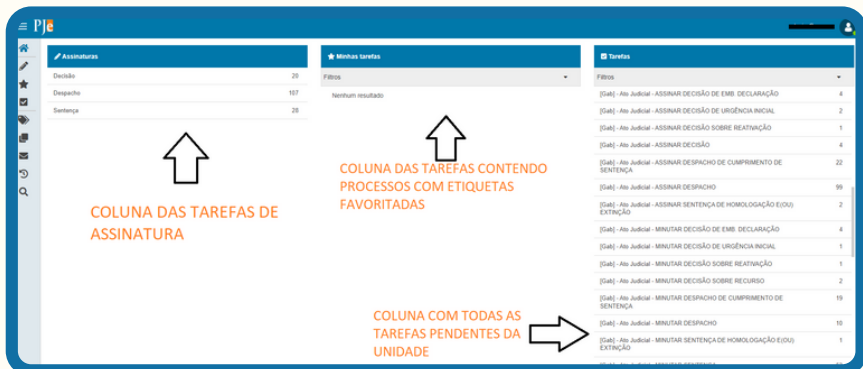 PJe
Assinaturas
Decisão 20
Despacho 107
Sentença 28
COLUNA DAS TAREFAS DE
ASSINATURA
Minhas tarefas
Filtros
Nenhum resultado
COLUNA DAS TAREFAS CONTENDO
PROCESSOS COM ETIQUETAS
FAVORITADAS
COLUNA COM TODAS AS
TAREFAS PENDENTES DA
UNIDADE
Tarefas
Filtros
[Gab] - Ato Judicial - ASSINAR DECISÃO DE EMB. DECLARAÇÃO 4
[Gab] - Ato Judicial - ASSINAR DECISÃO DE URGÊNCIA INICIAL 2
[Gab] - Ato Judicial - ASSINAR DECISÃO SOBRE REATIVAÇÃO 1
[Gab] - Ato Judicial - ASSINAR DECISÃO 4
[Gab] - Ato Judicial - ASSINAR DESPACHO DE CUMPRIMENTO DE 22
SENTENÇA
[Gab] - Ato Judicial - ASSINAR DESPACHO 99
[Gab] - Ato Judicial - ASSINAR SENTENÇA DE HOMOLOGAÇÃO E(OU) 2
EXTINÇÃO
[Gab] - Ato Judicial - MINUTAR DECISÃO DE EMB. DECLARAÇÃO 4
[Gab] - Ato Judicial - MINUTAR DECISÃO DE URGÊNCIA INICIAL 1
[Gab] - Ato Judicial - MINUTAR DECISÃO SOBRE REATIVAÇÃO 1
[Gab] - Ato Judicial - MINUTAR DECISÃO SOBRE RECURSO 2
[Gab] - Ato Judicial - MINUTAR DESPACHO DE CUMPRIMENTO DE 19
SENTENÇA
[Gab] - Ato Judicial - MINUTAR DESPACHO 10
[Gab] - Ato Judicial - MINUTAR SENTENÇA DE HOMOLOGAÇÃO E(OU) 1
EXTINÇÃO